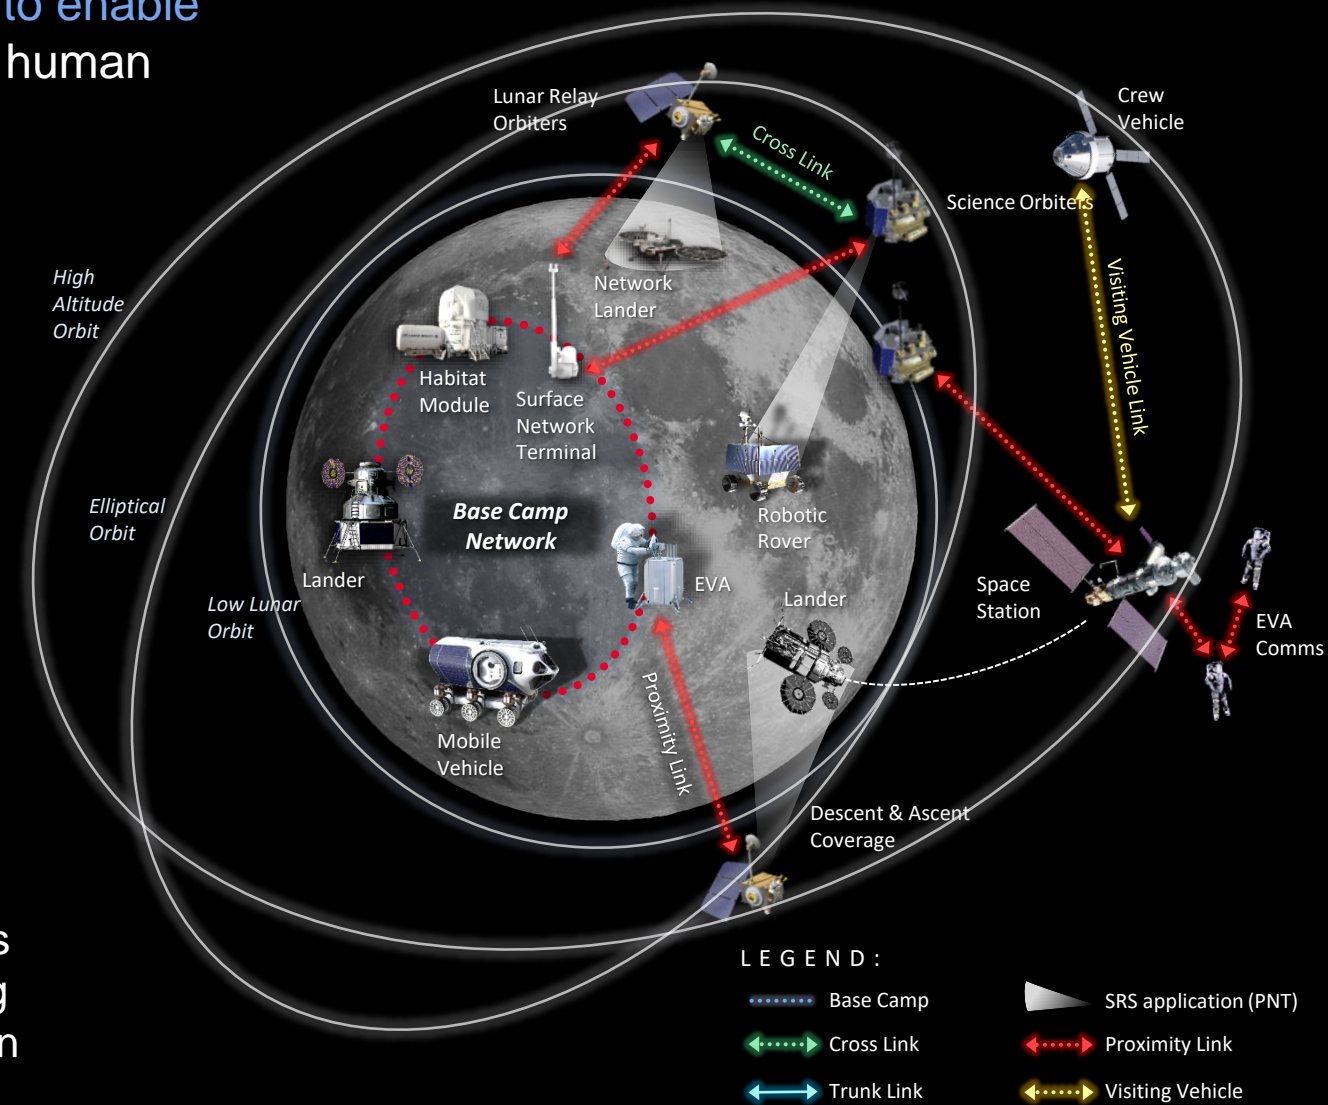 to enable
human
Lunar Relay
Orbiters
Crew
Vehicle
Cross Link
Science Orbiters
High
Altitude
Orbit
Network
Lander
Visiting Vehicle Link
Habitat
Module
Surface
Network
Terminal
Elliptical
Orbit
Base Camp
Network
Robotic
Rover
Lander
EVA
Low Lunar
Orbit
Lander
Space
Station
EVA
Comms
Proximity Link
Mobile
Vehicle
Descent & Ascent
Coverage
s
g
n
LEGEND:
Base Camp
SRS application (PNT)
Cross Link
Proximity Link
Trunk Link
Visiting Vehicle